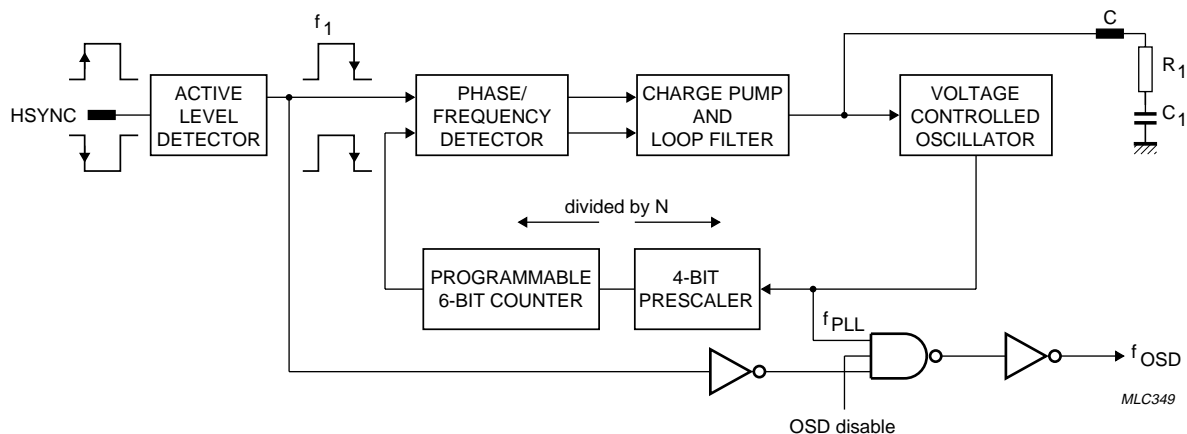 f1
C
R1
C1
HSYNC
ACTIVE
LEVEL
DETECTOR
PHASE/
FREQUENCY
DETECTOR
CHARGE PUMP
AND
LOOP FILTER
VOLTAGE
CONTROLLED
OSCILLATOR
divided by N
PROGRAMMABLE
6-BIT COUNTER
4-BIT
PRESCALER
fPLL
fOSD
OSD disable
MLC349